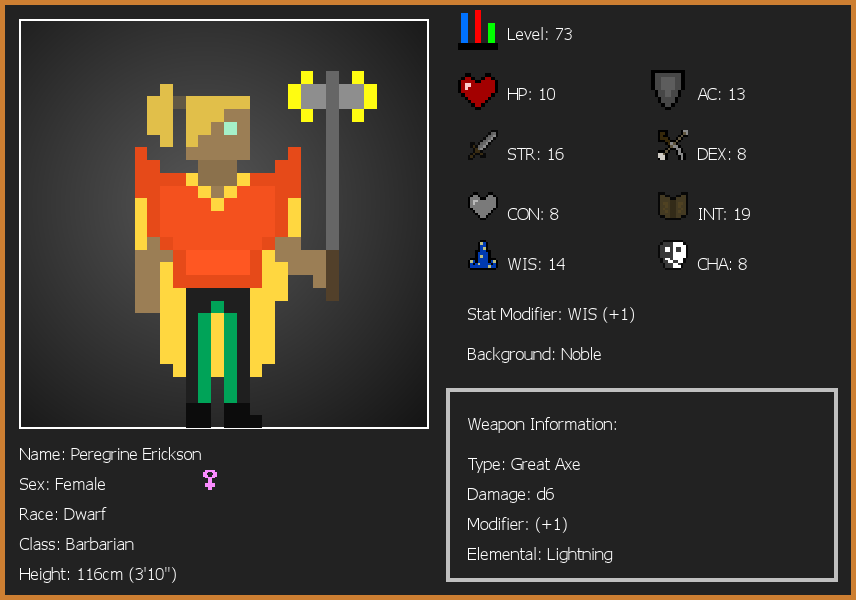 Level: 73
HP: 10
AC: 13
STR: 16
DEX: 8
CON: 8
INT: 19
WIS: 14
CHA: 8
Stat Modifier: WIS (+1)
Background: Noble
Weapon Information:
Type: Great Axe
Damage: d6
Modifier: (+1)
Elemental: Lightning
Name: Peregrine Erickson
Sex: Female
Race: Dwarf
Class: Barbarian
Height: 116cm (3'10")